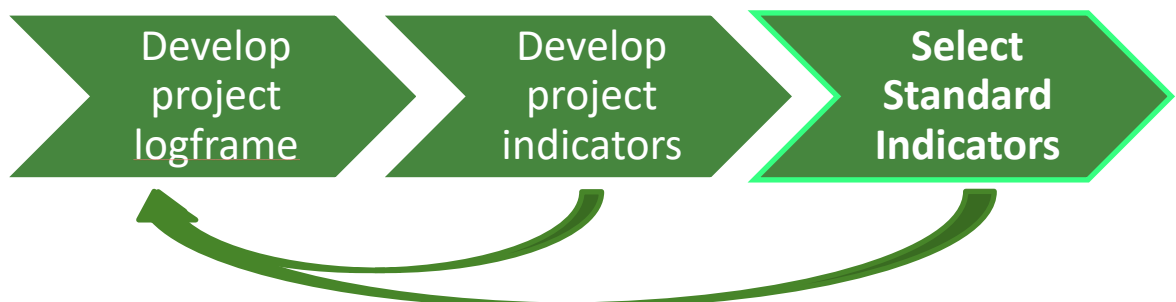 Develop
project
logframe
Develop
project
indicators
Select
Standard
Indicators